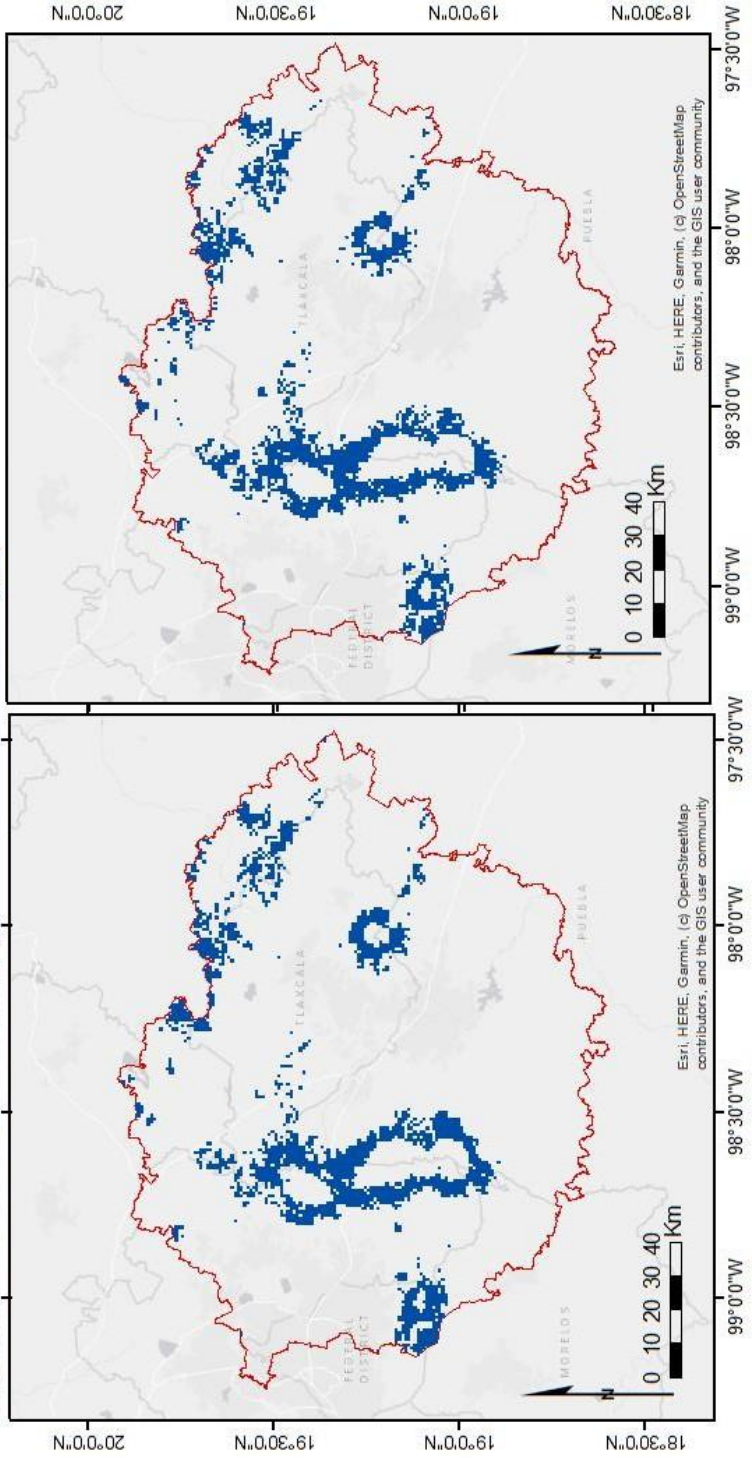 20°0'0"N
19°30'0"N
19°0'0"N
18°30'0"N
TLAXCALA
FEDERAL
DISTRICT
PUEBLA
MORELOS
N
0 10 20 30 40
Km
Esri, HERE, Garmin, (c) OpenStreetMap
contributors, and the GIS user community
99°0'0"W
98°30'0"W
98°0'0"W
97°30'0"W
TLAXCALA
FEDERAL
DISTRICT
PUEBLA
MORELOS
N
0 10 20 30 40
Km
Esri, HERE, Garmin, (c) OpenStreetMap
contributors, and the GIS user community
99°0'0"W
98°30'0"W
98°0'0"W
97°30'0"W
20°0'0"N
19°30'0"N
19°0'0"N
18°30'0"N